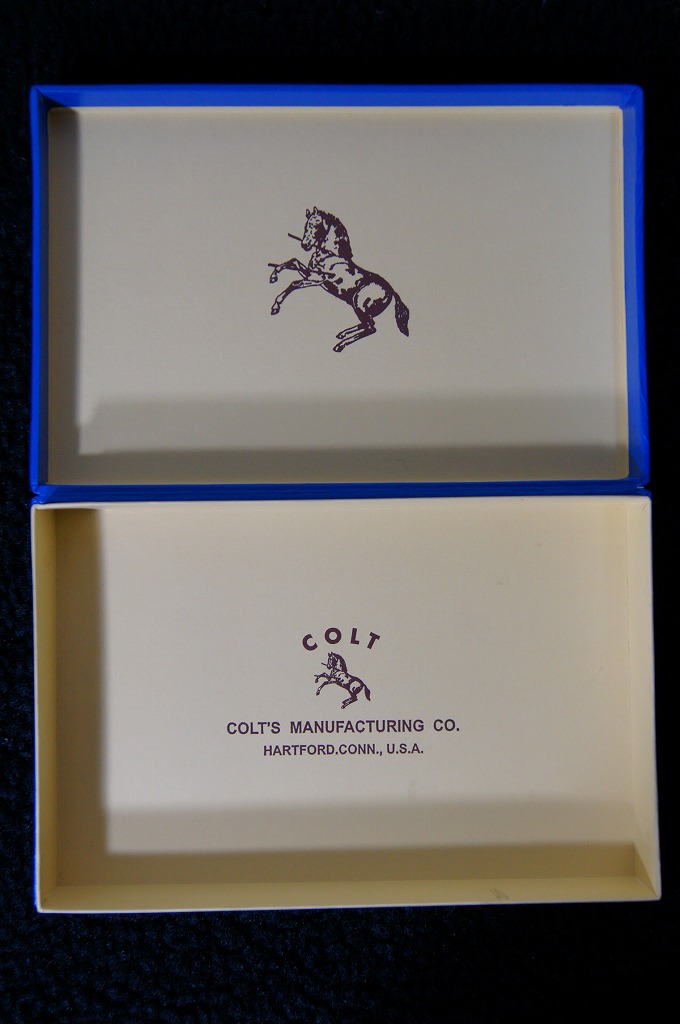 COLT
COLT'S MANUFACTURING CO.
HARTFORD.CONN., U.S.A.